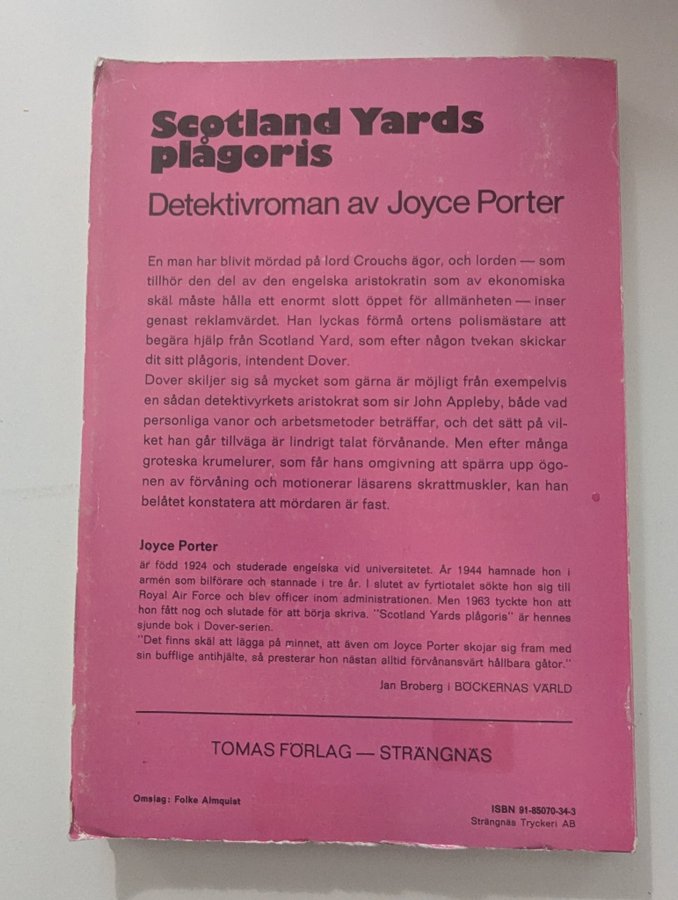 Scotland Yards
plågoris
Detektivroman av Joyce Porter
En man har blivit mördad på lord Crouchs ägor, och lorden — som
tillhör den del av den engelska aristokratin som av ekonomiska
skäl måste hålla ett enormt slott öppet för allmänheten — inser
genast reklamvärdet. Han lyckas förmå ortens polismästare att
begära hjälp från Scotland Yard, som efter någon tvekan skickar
dit sitt plågoris, intendent Dover.
Dover skiljer sig så mycket som gärna är möjligt från exempelvis
en sådan detektivyrkets aristokrat som sir John Appleby, både vad
personliga vanor och arbetsmetoder beträffar, och det sätt på vil-
ket han går tillväga är lindrigt talat förvånande. Men efter många
groteska krumelurer, som får hans omgivning att spärra upp ögo-
nen av förvåning och motionerar läsarens skrattmuskler, kan han
belåtet konstatera att mördaren är fast.
Joyce Porter
är född 1924 och studerade engelska vid universitetet. År 1944 hamnade hon i
armén som bilförare och stannade i tre år. I slutet av fyrtiotalet sökte hon sig till
Royal Air Force och blev officer inom administrationen. Men 1963 tyckte hon att
hon fått nog och slutade för att börja skriva. "Scotland Yards plågoris" är hennes
sjunde bok i Dover-serien.
"Det finns skäl att lägga på minnet, att även om Joyce Porter skojar sig fram med
sin bufflige antihjälte, så presterar hon nästan alltid förvånansvärt hållbara gåtor."
Jan Broberg i BÖCKERNAS VÄRLD
TOMAS FÖRLAG — STRÄNGNÄS
Omslag: Folke Almquist
ISBN 91-85070-34-3
Strängnäs Tryckeri AB